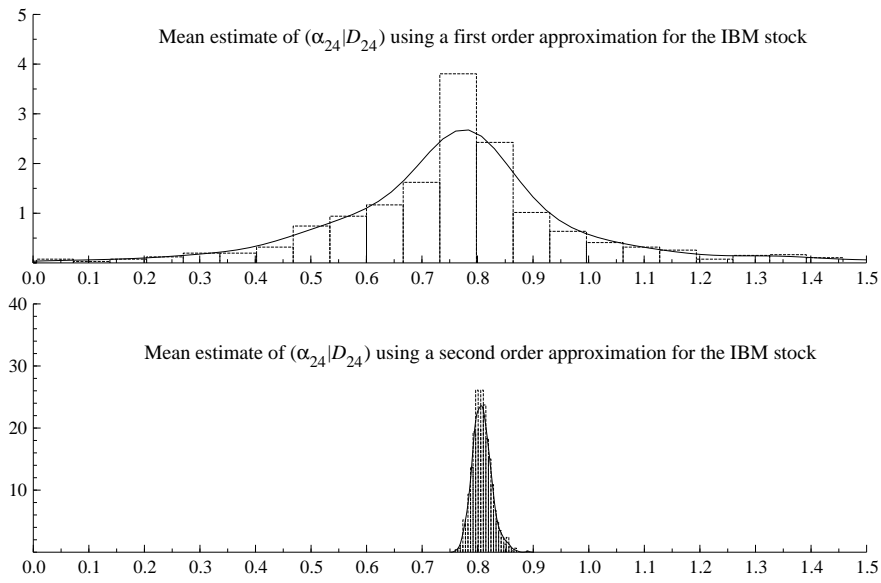 5
Mean estimate of (α₂₄|D₂₄) using a first order approximation for the IBM stock
4
3
2
1
0.0 0.1 0.2 0.3 0.4 0.5 0.6 0.7 0.8 0.9 1.0 1.1 1.2 1.3 1.4 1.5
40
Mean estimate of (α₂₄|D₂₄) using a second order approximation for the IBM stock
30
20
10
0.0 0.1 0.2 0.3 0.4 0.5 0.6 0.7 0.8 0.9 1.0 1.1 1.2 1.3 1.4 1.5